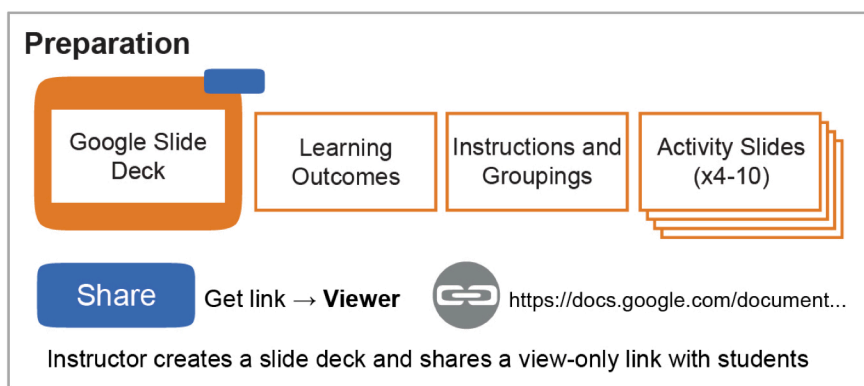 Preparation
Google Slide
Deck
Learning
Outcomes
Instructions and
Groupings
Activity Slides
(x4-10)
Share
Get link → Viewer
https://docs.google.com/document...
Instructor creates a slide deck and shares a view-only link with students